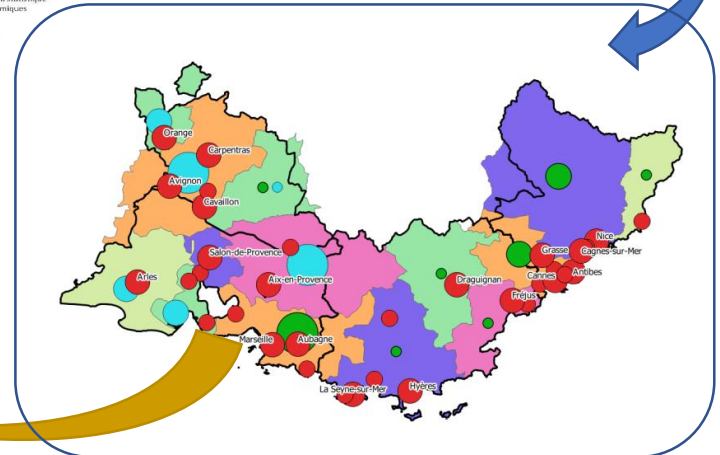 miques
Orange
Carpentras
Avignon
Cavaillon
Nice
Grasse
Cagnes-sur-Mer
Salon-de-Provence
Arles
Aix-en-Provence
Draguignan
Cannes
Antibes
Fréjus
Marseille
Aubagne
La Seyne-sur-Mer
Hyères